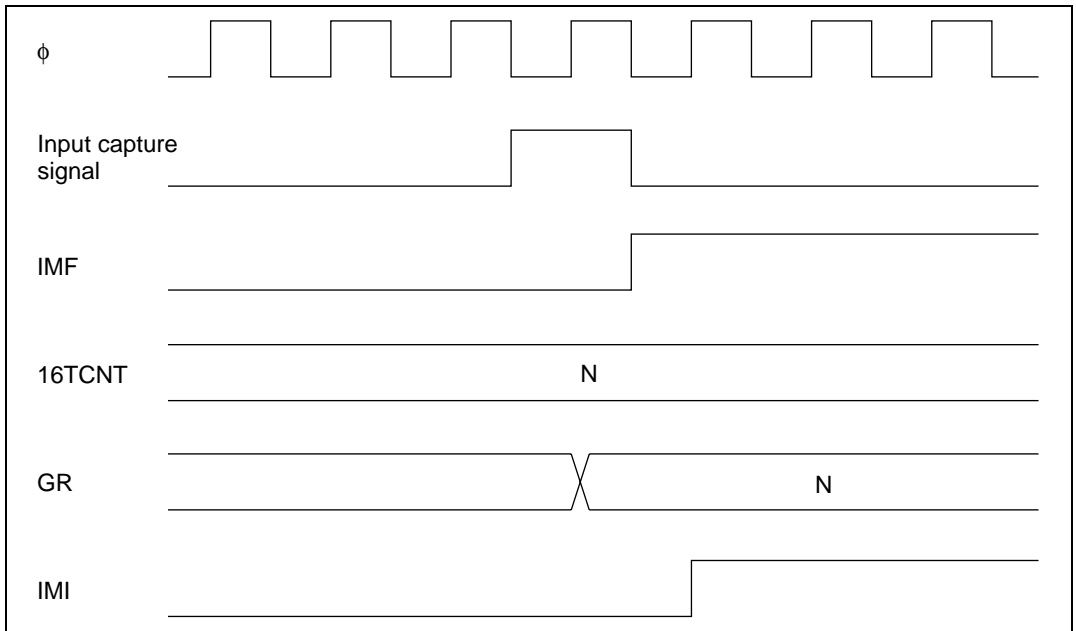 ϕ
Input capture
signal
IMF
16TCNT
N
GR
N
IMI